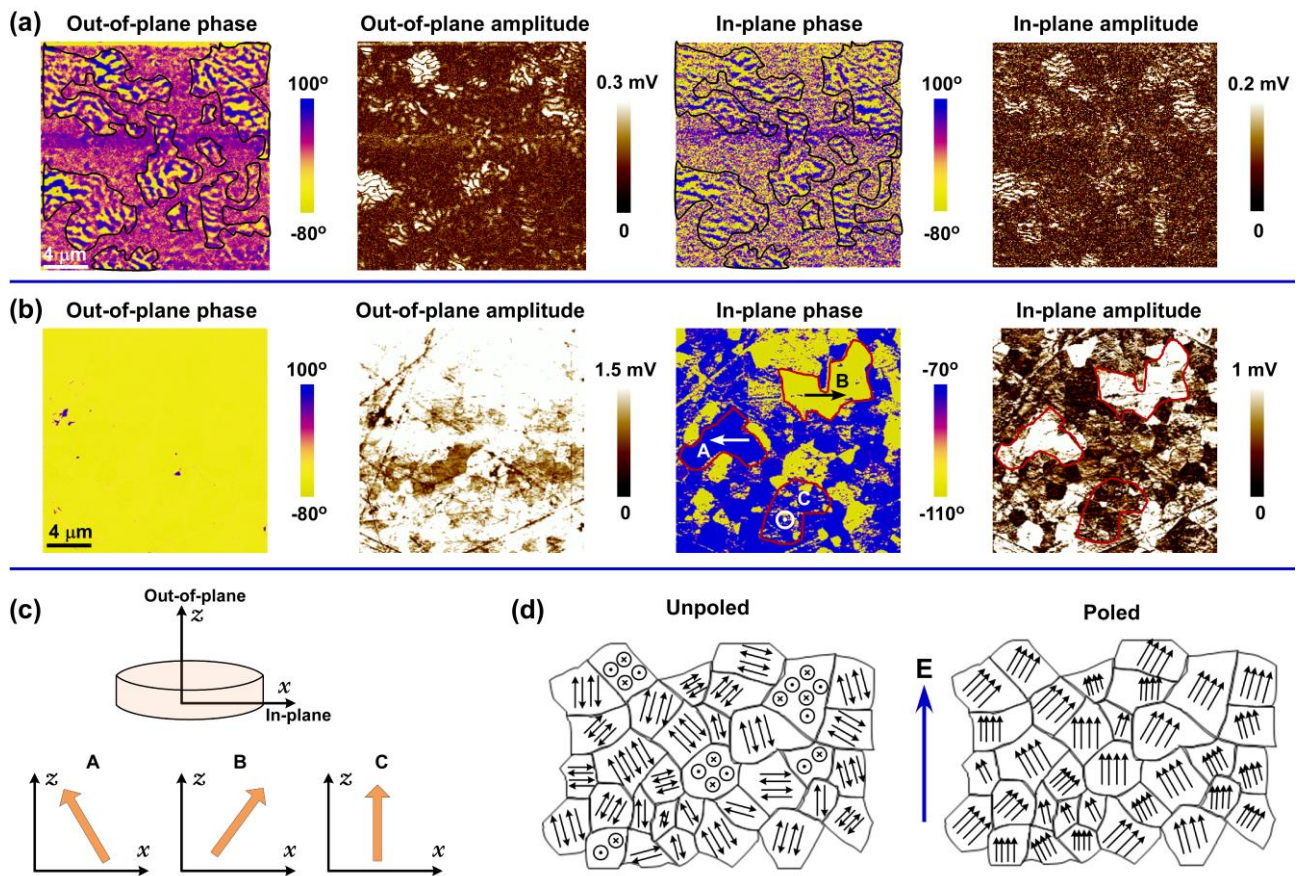 (a)
Out-of-plane phase
Out-of-plane amplitude
In-plane phase
In-plane amplitude
100°
-80°
4 μm
0.3 mV
0
100°
-80°
0.2 mV
0
(b)
Out-of-plane phase
Out-of-plane amplitude
In-plane phase
In-plane amplitude
100°
-80°
4 μm
1.5 mV
0
A
B
C
-70°
-110°
1 mV
0
(c)
Out-of-plane
z
x
In-plane
A
z
x
B
z
x
C
z
x
(d)
Unpoled
Poled
E